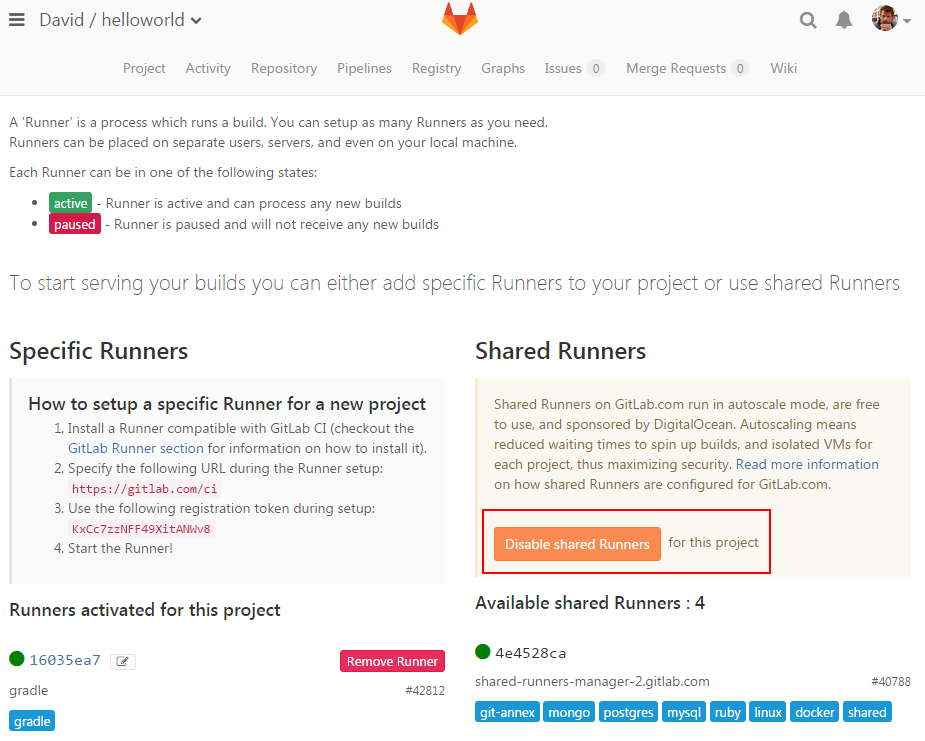 David / helloworld
Project Activity Repository Pipelines Registry Graphs Issues 0 Merge Requests 0 Wiki
A 'Runner' is a process which runs a build. You can setup as many Runners as you need.
Runners can be placed on separate users, servers, and even on your local machine.
Each Runner can be in one of the following states:
• active - Runner is active and can process any new builds
• paused - Runner is paused and will not receive any new builds
To start serving your builds you can either add specific Runners to your project or use shared Runners
Specific Runners
How to setup a specific Runner for a new project
1. Install a Runner compatible with GitLab CI (checkout the
GitLab Runner section for information on how to install it).
2. Specify the following URL during the Runner setup:
https://gitlab.com/ci
3. Use the following registration token during setup:
KxCc7zzNFF49XitANWv8
4. Start the Runner!
Runners activated for this project
16035ea7 Remove Runner
gradle #42812
gradle
Shared Runners
Shared Runners on GitLab.com run in autoscale mode, are free
to use, and sponsored by DigitalOcean. Autoscaling means
reduced waiting times to spin up builds, and isolated VMs for
each project, thus maximizing security. Read more information
on how shared Runners are configured for GitLab.com.
Disable shared Runners for this project
Available shared Runners : 4
4e4528ca
shared-runners-manager-2.gitlab.com #40788
git-annex mongo postgres mysql ruby linux docker shared